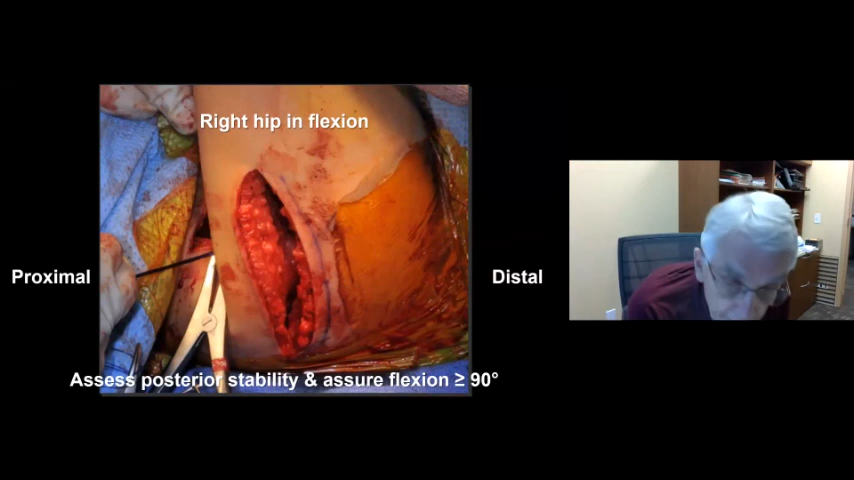 Right hip in flexion
Proximal
Distal
Assess posterior stability & assure flexion ≥ 90°